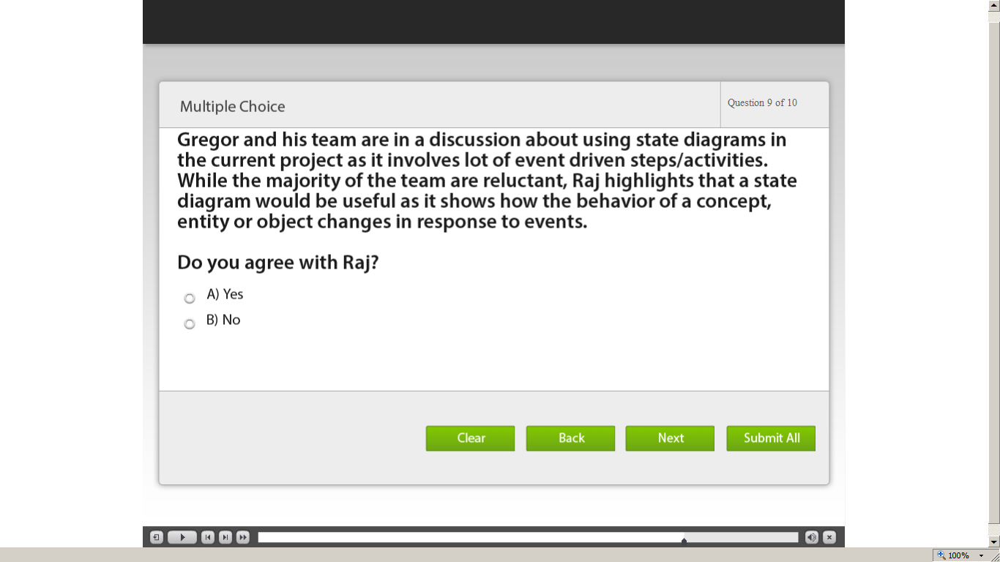 Multiple Choice
Question 9 of 10
Gregor and his team are in a discussion about using state diagrams in
the current project as it involves lot of event driven steps/activities.
While the majority of the team are reluctant, Raj highlights that a state
diagram would be useful as it shows how the behavior of a concept,
entity or object changes in response to events.
Do you agree with Raj?
A) Yes
B) No
Clear
Back
Next
Submit All
100%